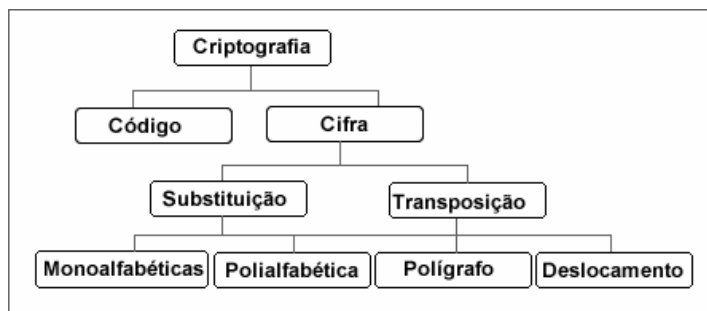 Criptografia
Código
Cifra
Substituição
Transposição
Monoalfabéticas
Polialfabética
Polígrafo
Deslocamento